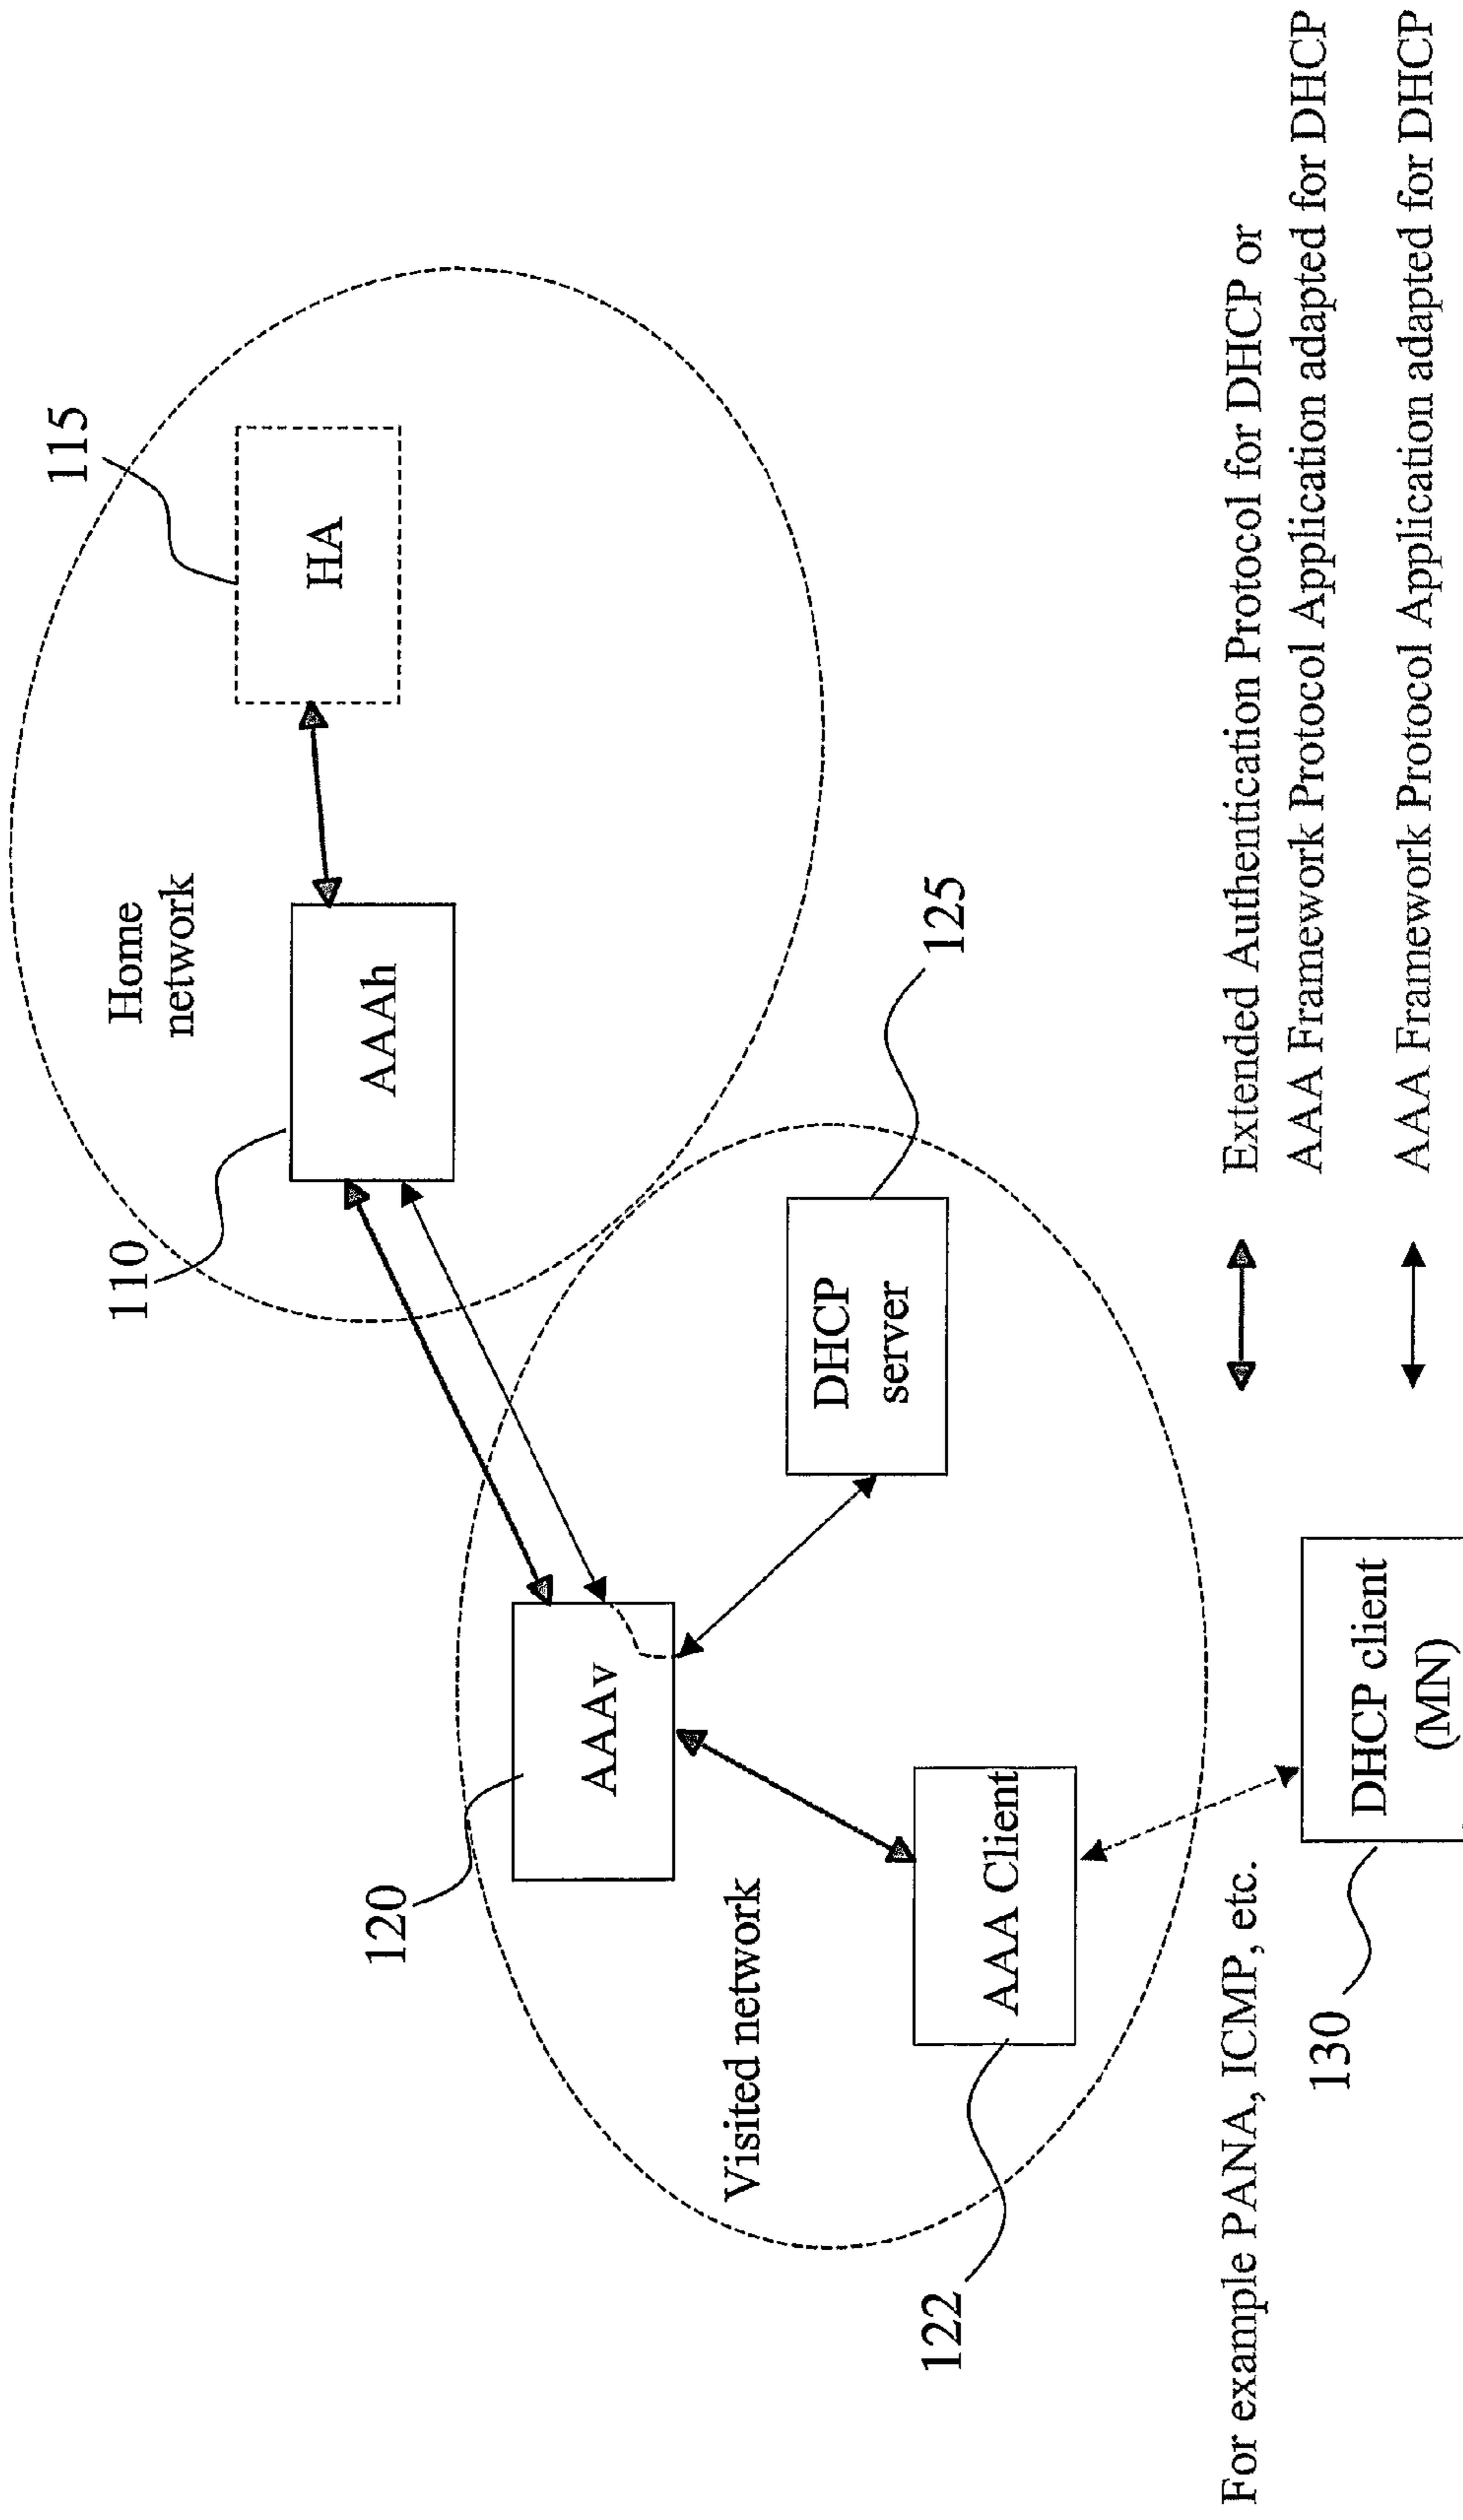 115
Home
network
HA
110
AAAh
120
AAAv
125
DHCP
server
Visited network
AAA Client
122
For example PANA, ICMP, etc.
130
DHCP client
(MN)
Extended Authentication Protocol for DHCP or
AAA Framework Protocol Application adapted for DHCP
AAA Framework Protocol Application adapted for DHCP